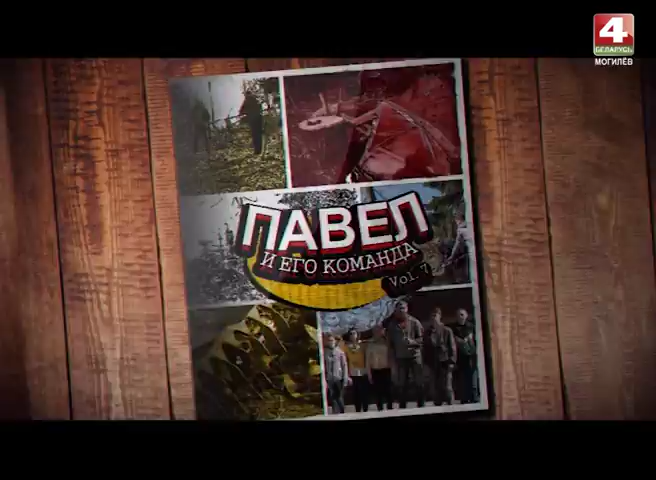 4
БЕЛАРУСЬ
МОГИЛЁВ
ПАВЕЛ
И ЕГО КОМАНДА
Vol. 7